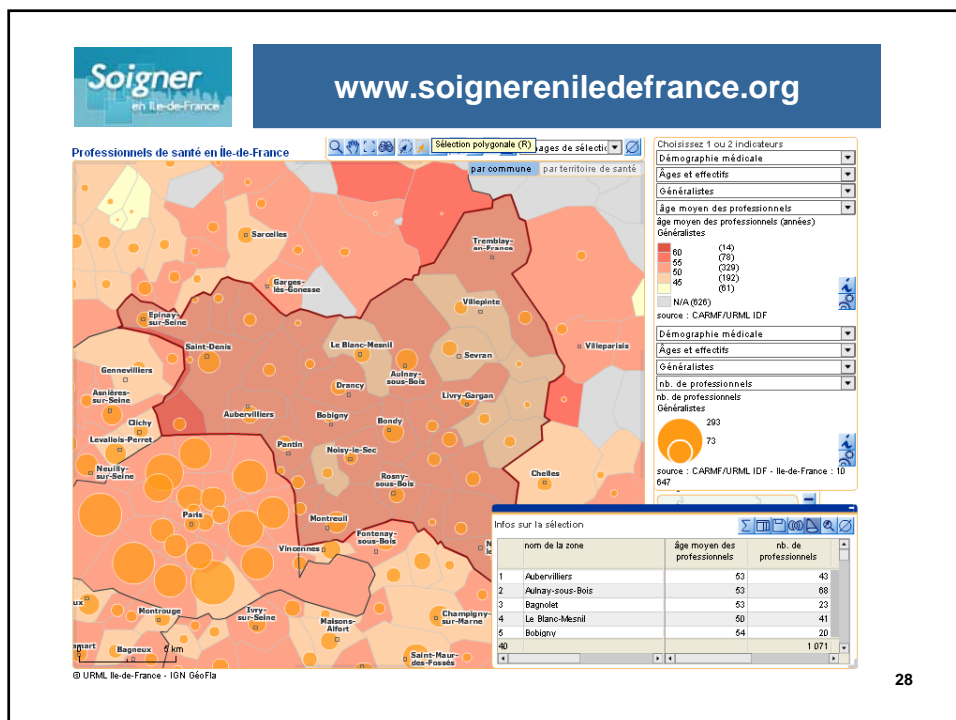 Soigner
en Ile-de-France
www.soignereniledefrance.org
Professionnels de santé en Île-de-France
Sélection polygonale (R)
ages de sélectic
par commune
par territoire de santé
Choisissez 1 ou 2 indicateurs
Démographie médicale
Âges et effectifs
Généralistes
âge moyen des professionnels
âge moyen des professionnels (années)
Généralistes
60 (14)
55 (78)
50 (329)
45 (192)
(61)
N/A (626)
source : CARMF/URML IDF
Démographie médicale
Âges et effectifs
Généralistes
nb. de professionnels
nb. de professionnels
Généralistes
293
73
source : CARMF/URML IDF - Ile-de-France : 10
647
Sarcelles
Tremblay-
en-France
Garges-
lès-Gonesse
Villepinte
Epinay-
sur-Seine
Saint-Denis
Le Blanc-Mesnil
Sevran
Villeparisis
Gennevilliers
Aulnay-
sous-Bois
Asnières-
sur-Seine
Drancy
Livry-Gargan
Clichy
Aubervilliers
Bobigny
Bondy
Levallois-Perret
Pantin
Noisy-le-Sec
Neuilly-
sur-Seine
Rosny-
sous-Bois
Chelles
Paris
Montreuil
Fontenay-
sous-Bois
Vincennes
Montrouge
Ivry-
sur-Seine
Maisons-
Alfort
Champigny-
sur-Marne
Bagneux
Saint-Maur-
des-Fossés
5 km
Infos sur la sélection
nom de la zone
âge moyen des
professionnels
nb. de
professionnels
1 Aubervilliers 53 43
2 Aulnay-sous-Bois 53 68
3 Bagnolet 53 23
4 Le Blanc-Mesnil 50 41
5 Bobigny 54 20
40 1 071
© URML Ile-de-France - IGN GéoFla
28